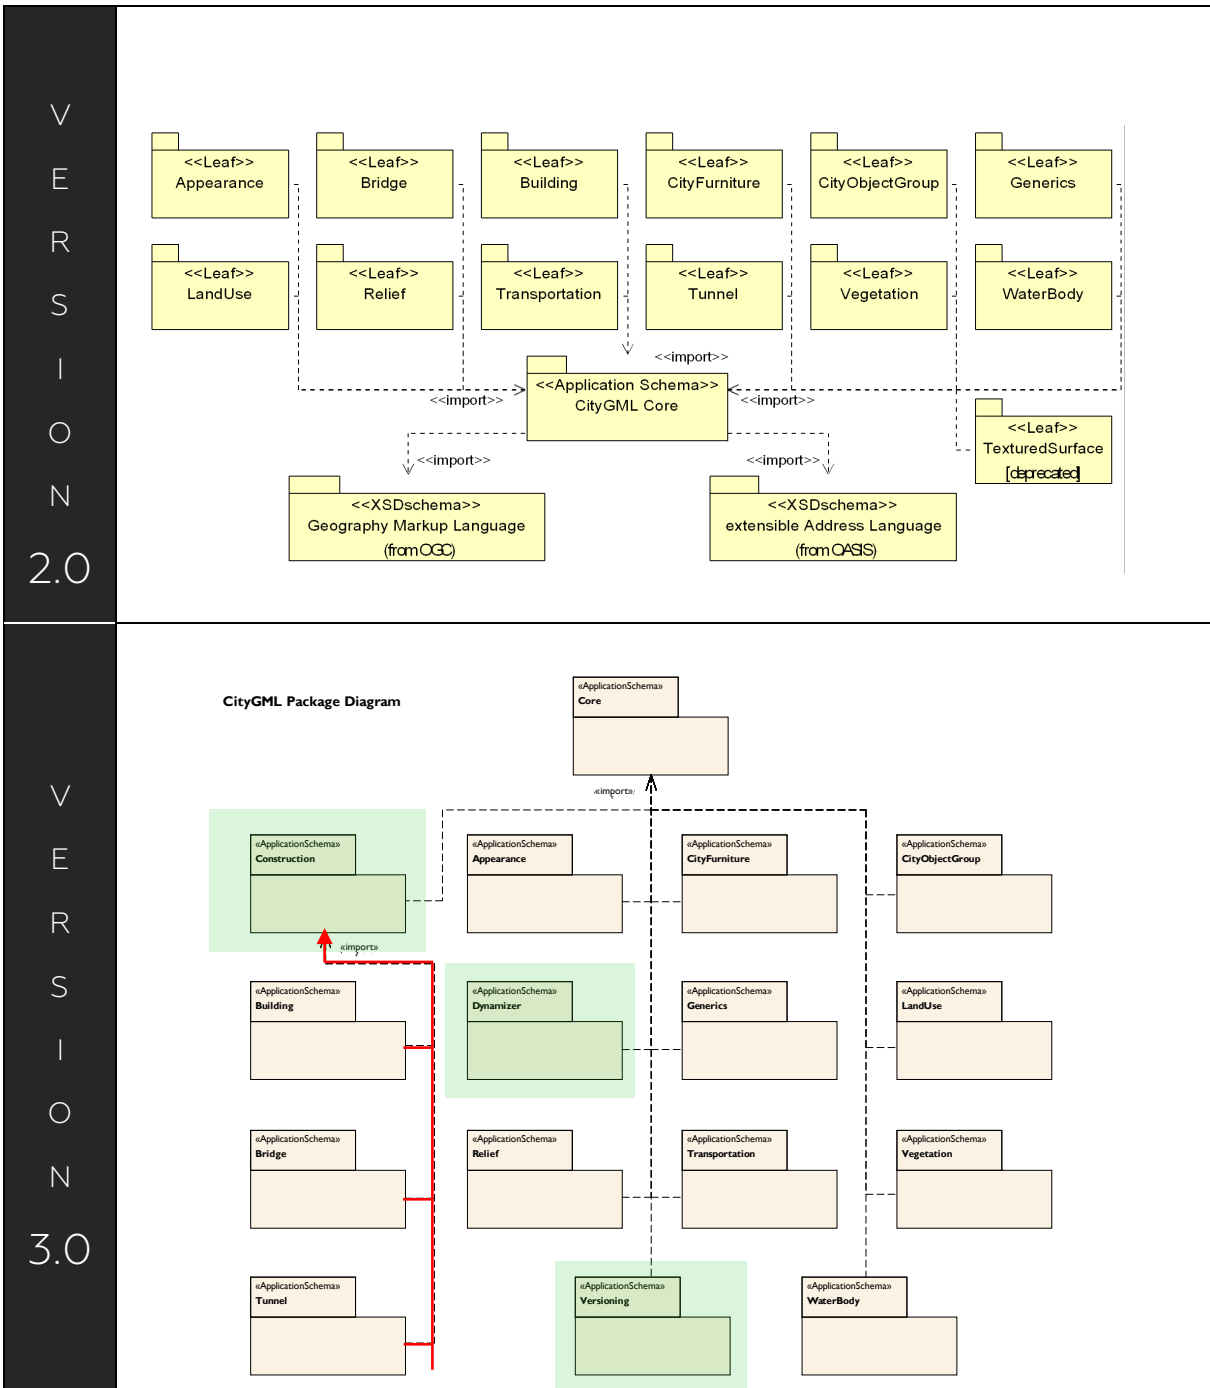 V
E
R
S
I
O
N
2.0
<<Leaf>>
Appearance
<<Leaf>>
Bridge
<<Leaf>>
Building
<<Leaf>>
CityFurniture
<<Leaf>>
CityObjectGroup
<<Leaf>>
Generics
<<Leaf>>
LandUse
<<Leaf>>
Relief
<<Leaf>>
Transportation
<<Leaf>>
Tunnel
<<Leaf>>
Vegetation
<<Leaf>>
WaterBody
<<import>>
<<import>>
<<Application Schema>>
CityGML Core
<<import>>
<<Leaf>>
TexturedSurface
[deprecated]
<<import>>
<<import>>
<<XSDschema>>
Geography Markup Language
(from OGC)
<<XSDschema>>
extensible Address Language
(from OASIS)
V
E
R
S
I
O
N
3.0
CityGML Package Diagram
«ApplicationSchema»
Core
«import»
«ApplicationSchema»
Construction
«ApplicationSchema»
Appearance
«ApplicationSchema»
CityFurniture
«ApplicationSchema»
CityObjectGroup
«import»
«ApplicationSchema»
Building
«ApplicationSchema»
Dynamizer
«ApplicationSchema»
Generics
«ApplicationSchema»
LandUse
«ApplicationSchema»
Bridge
«ApplicationSchema»
Relief
«ApplicationSchema»
Transportation
«ApplicationSchema»
Vegetation
«ApplicationSchema»
Tunnel
«ApplicationSchema»
Versioning
«ApplicationSchema»
WaterBody